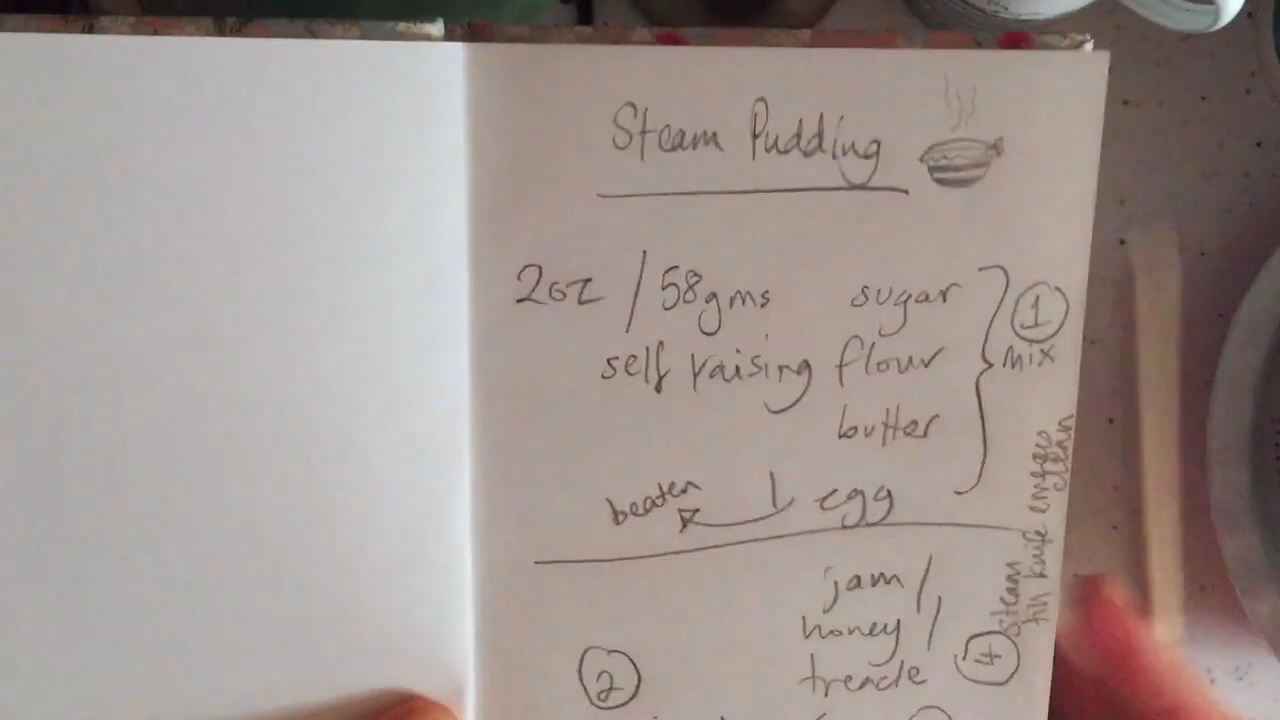 Steam Pudding
2oz / 58gms sugar
self raising flour
butter
1 egg
beaten
1
mix
jam /
honey /
treacle
2
4
steam
till knife emerges
clean